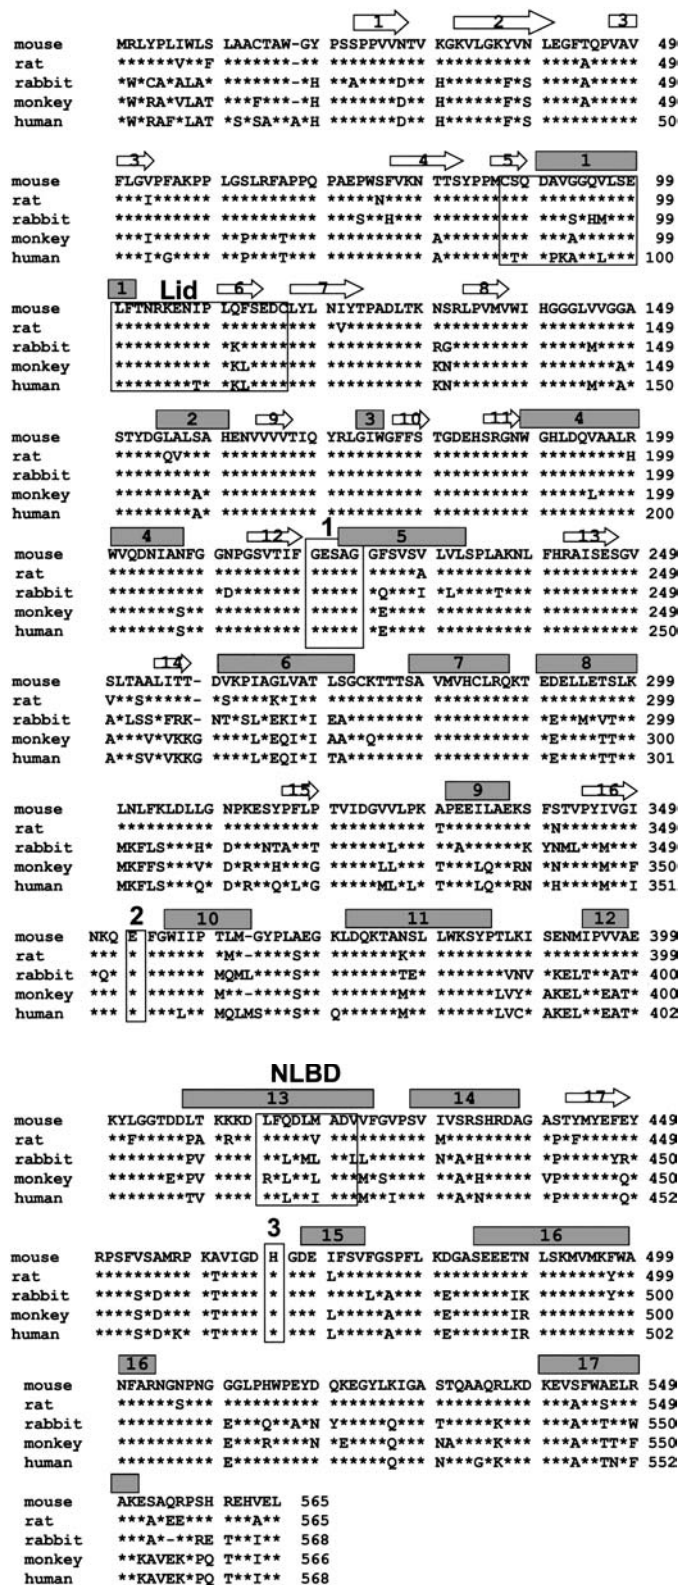 1 2 3
mouse MRLYPLIWLS LAACTAW-GY PSSPPVVNTV KGKVLGKYVN LEGFTQPVAV 49
rat ******V**F ******-** ********** ********** ****A***** 49
rabbit *W*CA*ALA* ******-*H ***A***D** H****F*S ****A***** 49
monkey *W*RA*VLAT ***F***-*H *******D** H****F*S ****A***** 49
human *W*RAF*LAT *S*SA**A*H *******D** H****F*S ********** 50
3 4 5 1
mouse FLGVPFAKPP LGSLRFAPPQ PAEPWSFVKN TTSYPPMCSQ DAVGGQVLSE 99
rat ***I****** ********** *****N**** ********** ********** 99
rabbit ********** ********** ****S**H** ********** ****S*HM** 99
monkey ***I*G**** ***P***T** ********** A********* ****A***** 99
human ********** ***P***T** ********** A*******T* **PKA**L** 100
1 Lid 6 7 8
mouse LFTNRKENIP LQFSEDCLYL NIYTPADLTK NSRLPVMVWI HGGGLVVGGA 149
rat ********** ********** **V******* ********** ********** 149
rabbit ********** *K******** ********** RG******** *****M**** 149
monkey ********** *KL******* ********** KN******** ********A* 149
human ********T* *KL******* ********** KN******** *****M**A* 150
2 9 3 10 11 4
mouse STYDGLALSA HENVVVVTIQ YRLGIWGFFS TGDEHSRGNW GHLDQVAALR 199
rat *****QV*** ********** ********** ********** *********H 199
rabbit ********** ********** ********** ********** ********** 199
monkey ********A* ********** ********** ********** ******L*** 199
human ********A* ********** ********** ********** ********** 200
4 12 1 5 13
mouse WVQDNIANFG GNPGSVTIF GESAG GFSVSVLVLSPLAKNL FHRAISESGV 249
rat ********** ********* ***** *****A********** ********** 249
rabbit ********** *D******* ***** *Q***I**L****T*** ********** 249
monkey *******S** ********* ***** *E************** ********** 249
human *******S** ********* ***** *E************** ********** 250
14 6 7 8
mouse SLTAALITT- DVKPIAGLVA TLSGCKTTTSA VMVHCLRQKT EDELLETSLK 299
rat V**S*****- **S***K*I* ********** ********** ********** 299
rabbit A*LSS*FRK- NT*SL*EKI*I EA******** ********** **E**M*VT** 299
monkey A***V*VKKG ****L*EQI*I AA**Q***** ********** **E****TT** 300
human A**SV*VKKG ****L*EQI*I TA******** ********** **E****TT** 301
15 9 16
mouse LNLFKLDLLG NPKESYPFLP TVIDGVVLPK APEEILAEKS FSTVPYIVGI 349
rat ********** ********** ********** T********* **N******* 349
rabbit MKFLS***H* D***NTA**T *******L** ***A****K YNML**M*** 349
monkey MKFFS***V* D*R**H***G ******LL** T***LQ**RN *H****M**F 350
human MKFLS***Q* D*R**Q*L*G *****ML*L* T***LQ**RN *H****M**I 351
2 10 11 12
mouse NKQ E FGWIIP TLM-GYPLAEG KLDQKTANSL LWKSYPTLKI SENMIPVVAE 399
rat *** * ****** *M*-****S** ******K*** ********** ********** 399
rabbit *Q* * ****** MQML****S** ******TE** *******VNV *KELT**AT* 400
monkey *** * ****** *M*-****S** ******M*** ******LVY* AKEL**EAT* 400
human *** * ***L** MQLMS***S** Q*****M*** ******LVC* AKEL**EAT* 402
NLBD
13 14 17
mouse KYLGGTDDLT KKKDLFQDLMADVVFGVPSV IVSRSHRDAG ASTYMYEFEY 449
rat **F*****PA **R******V********** M********* **P*F***** 449
rabbit ********PV ******L*ML***LL***** **N*A*H*** **P***YR* 450
monkey ******E*PV ****R*L**L****M*S*** ***A*H*** VP*****Q* 450
human ********TV ******L**I****M**I** ***A*N*** **P****Q* 452
3 15 16
mouse RPSFVSAMRP KAVIGD H GDEIFSVFGSPFLKDGASEEETNLSKMVMKFWA 499
rat ********** *T**** * ***L***************************Y** 499
rabbit ****S*D*** *T**** * *******L*A*****E*****IK*******Y** 500
monkey ****S*D*** *T**** * ***L*****A*****E*****IR********** 500
human ****S*D*K* *T**** * ***L*****A*****E*****IR********** 502
16 17
mouse NFARNGNPNG GGLPHWPEYD QKEGYLKIGA STQAAQRLKD KEVSFWAELR 549
rat *****S**** ********** ********** ********** ****A**S** 549
rabbit ********** E***Q**A*N Y*****Q*** T*****K*** ****A**T*W 550
monkey ********** E***R****N *E****Q*** NA****K*** ****A**TT*F 550
human ********** E********* ******Q*** N***G*K*** ****A**TN*F 552
mouse AKESAQRPSH REHVEL 565
rat ***A*EE*** ***A** 565
rabbit ***A*-**RE T**I** 568
monkey **KAVEK*PQ T**I** 566
human **KAVEK*PQ T**I** 568